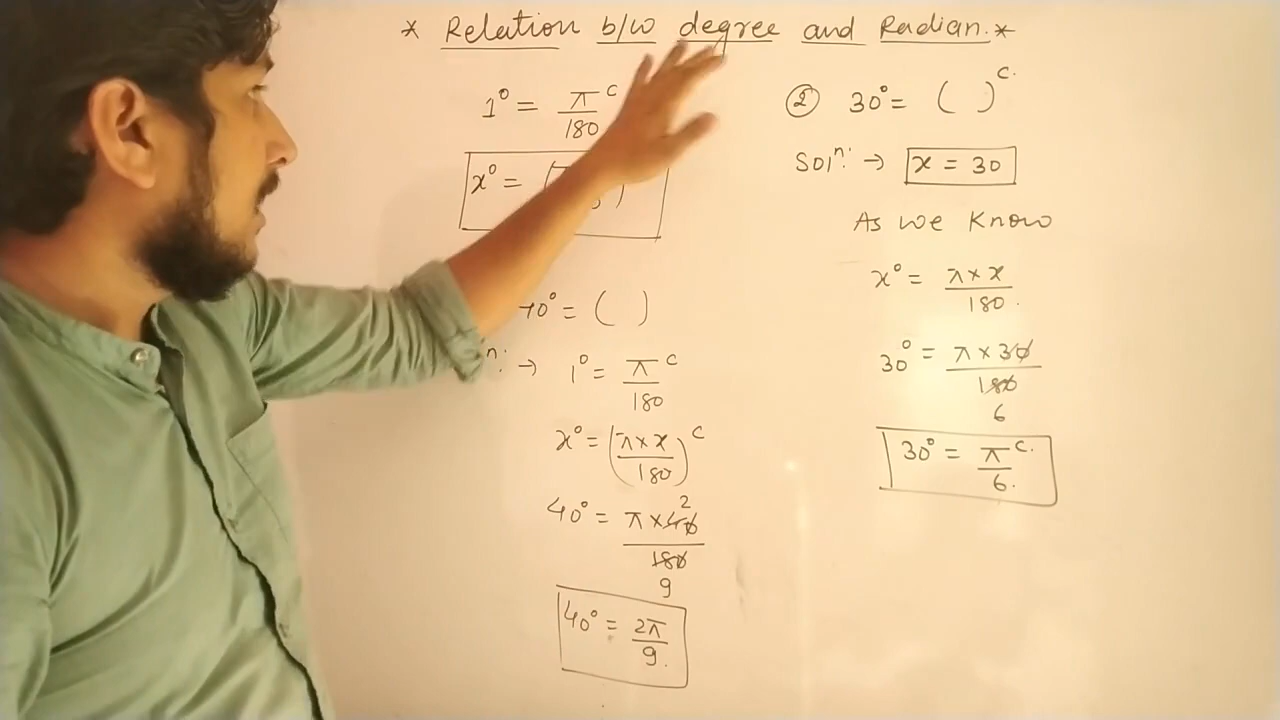 * Relation b/w degree and Radian. *
1° = π/180 c
x° = (
40° = ( )
n: → 1° = π/180 c
x° = (π×x/180)c
40° = π×40/180
2
9
40° = 2π/9.
② 30° = ( )c.
Soln: → x = 30
As we know
x° = π×x/180.
30° = π×30/180
6
30° = π/6. c.